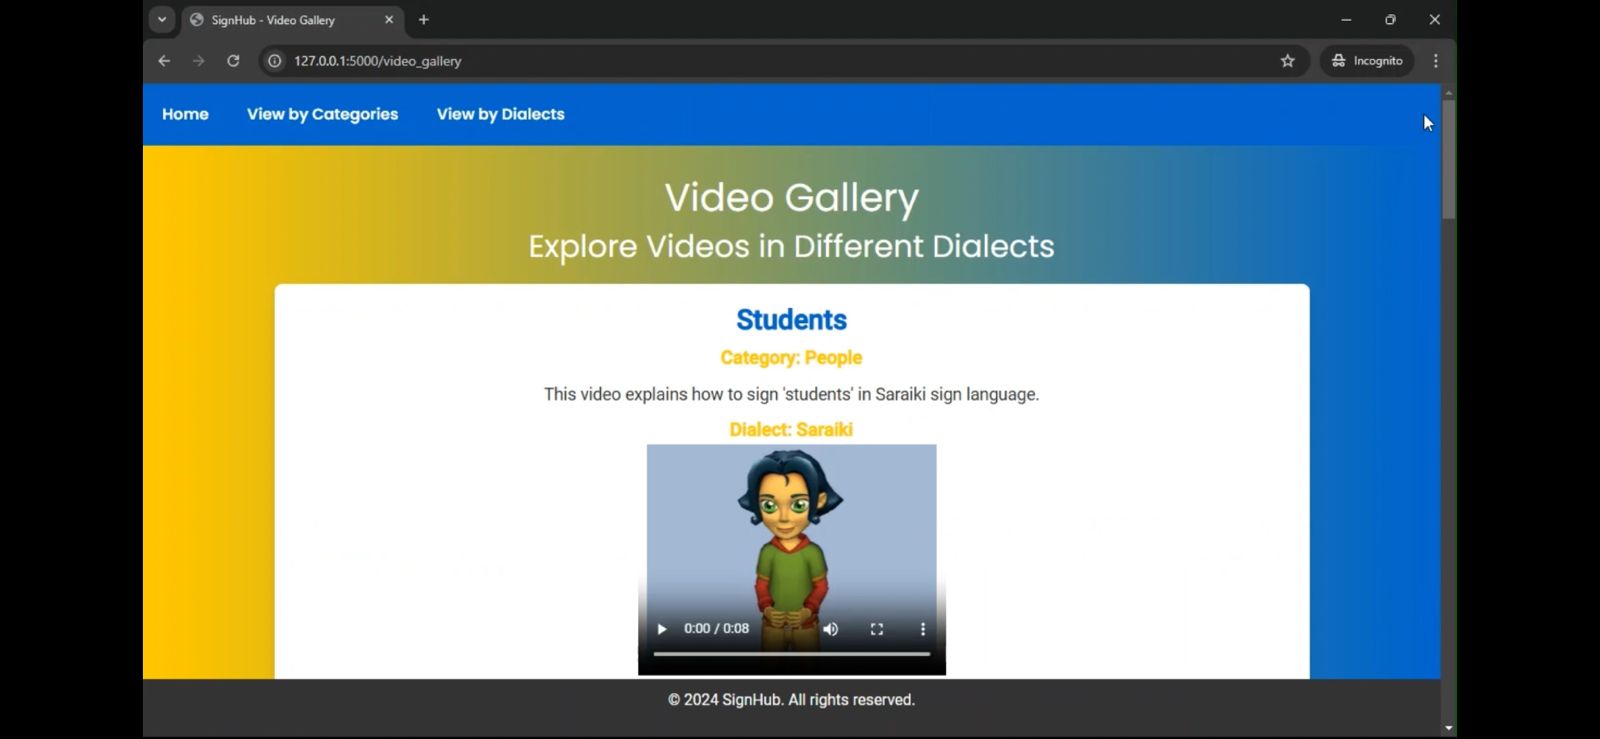 SignHub - Video Gallery
127.0.0.1:5000/video_gallery
Incognito
Home
View by Categories
View by Dialects
Video Gallery
Explore Videos in Different Dialects
Students
Category: People
This video explains how to sign 'students' in Saraiki sign language.
Dialect: Saraiki
0:00 / 0:08
© 2024 SignHub. All rights reserved.